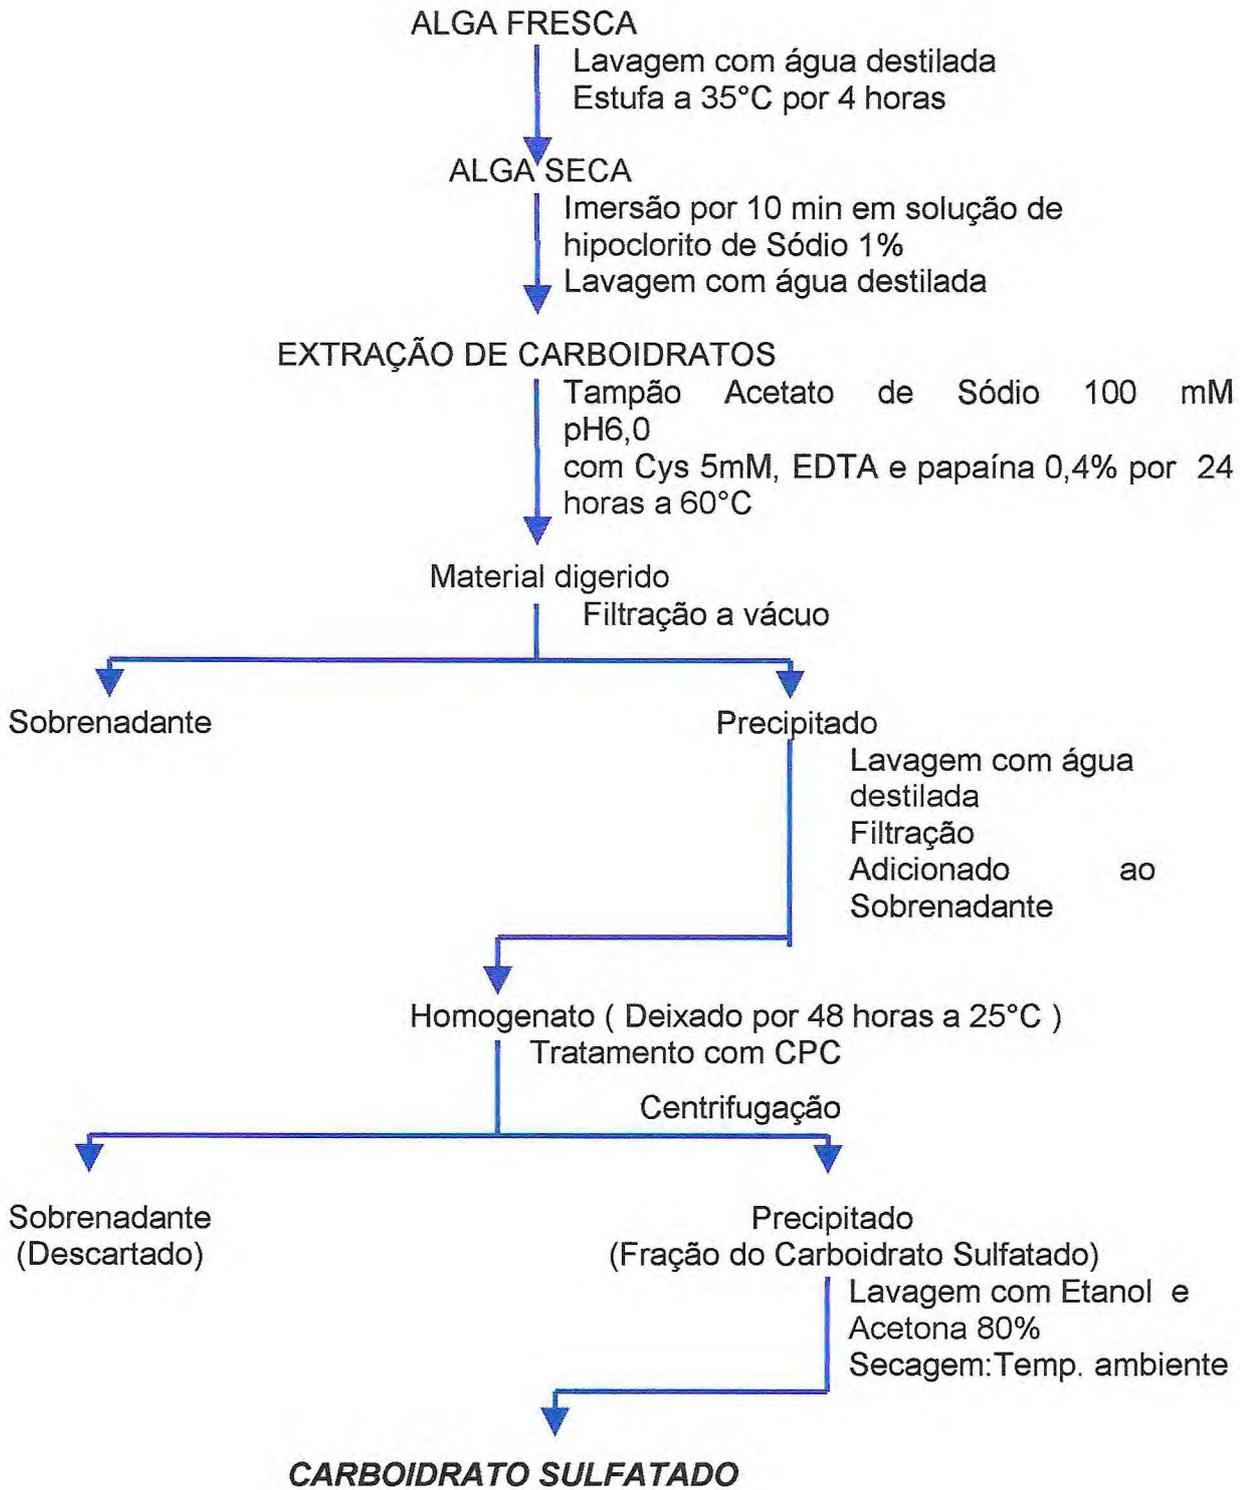 ALGA FRESCA
Lavagem com água destilada
Estufa a 35°C por 4 horas
ALGA SECA
Imersão por 10 min em solução de
hipoclorito de Sódio 1%
Lavagem com água destilada
EXTRAÇÃO DE CARBOIDRATOS
Tampão Acetato de Sódio 100 mM
pH6,0
com Cys 5mM, EDTA e papaína 0,4% por 24
horas a 60°C
Material digerido
Filtração a vácuo
Sobrenadante
Precipitado
Lavagem com água
destilada
Filtração
Adicionado ao
Sobrenadante
Homogenato ( Deixado por 48 horas a 25°C )
Tratamento com CPC
Centrifugação
Sobrenadante
(Descartado)
Precipitado
(Fração do Carboidrato Sulfatado)
Lavagem com Etanol e
Acetona 80%
Secagem:Temp. ambiente
CARBOIDRATO SULFATADO